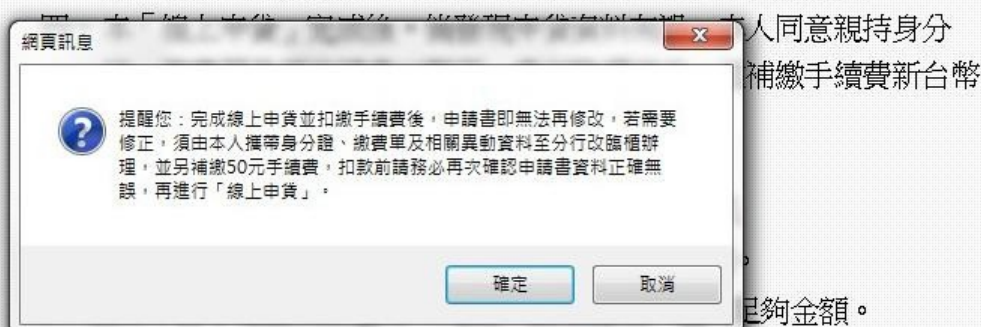 本人同意親持身分
網頁訊息
補繳手續費新台幣
提醒您：完成線上申貸並扣繳手續費後，申請書即無法再修改，若需要
修正，須由本人攜帶身分證、繳費單及相關異動資料至分行改臨櫃辦
理，並另補繳50元手續費，扣款前請務必再次確認申請書資料正確無
誤，再進行「線上申貸」。
。
確定
取消
足夠金額。